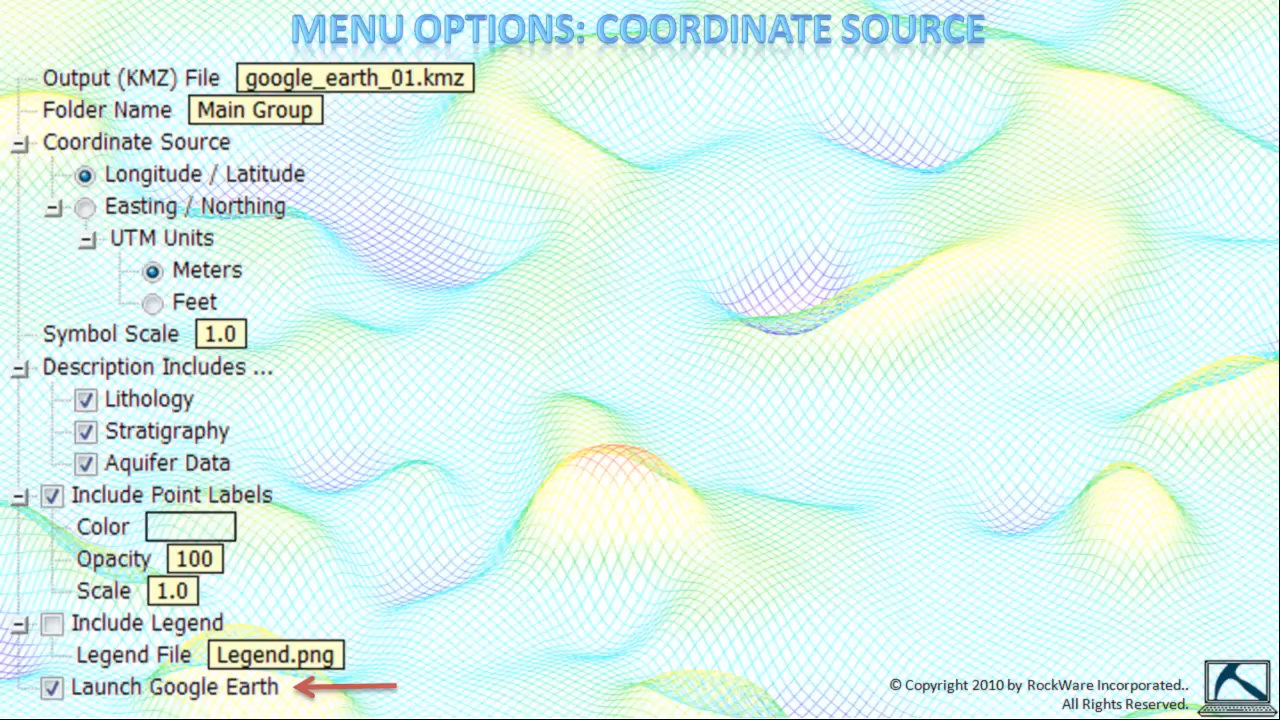 MENU OPTIONS: COORDINATE SOURCE
Output (KMZ) File google_earth_01.kmz
Folder Name Main Group
Coordinate Source
Longitude / Latitude
Easting / Northing
UTM Units
Meters
Feet
Symbol Scale 1.0
Description Includes ...
Lithology
Stratigraphy
Aquifer Data
Include Point Labels
Color
Opacity 100
Scale 1.0
Include Legend
Legend File Legend.png
Launch Google Earth
© Copyright 2010 by RockWare Incorporated..
All Rights Reserved.